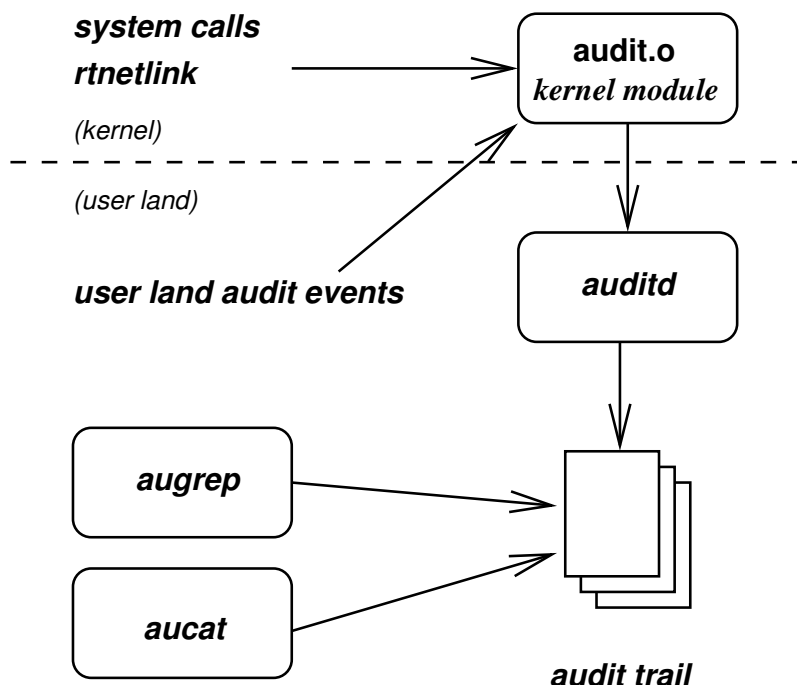 system calls
rtnetlink
(kernel)
audit.o
kernel module
(user land)
user land audit events
auditd
augrep
aucat
audit trail